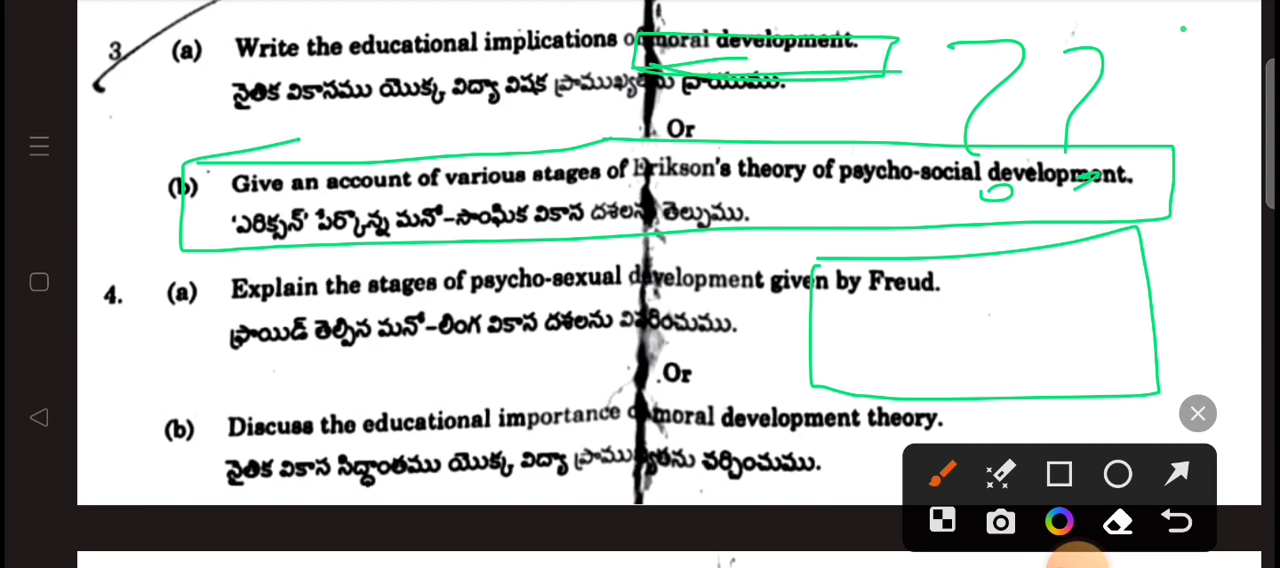 3. (a) Write the educational implications of moral development.
నైతిక వికాసము యొక్క విద్యా విషక ప్రాముఖ్యతను వ్రాయుము.
Or
(b) Give an account of various stages of Erikson's theory of psycho-social development.
'ఎరిక్సన్' పేర్కొన్న మనో-సాంఘిక వికాస దశలను తెల్పుము.
4. (a) Explain the stages of psycho-sexual development given by Freud.
ఫ్రాయిడ్ తెల్పిన మనో-లింగ వికాస దశలను వివరించుము.
Or
(b) Discuss the educational importance of moral development theory.
నైతిక వికాస సిద్ధాంతము యొక్క విద్యా ప్రాముఖ్యతను చర్చించుము.